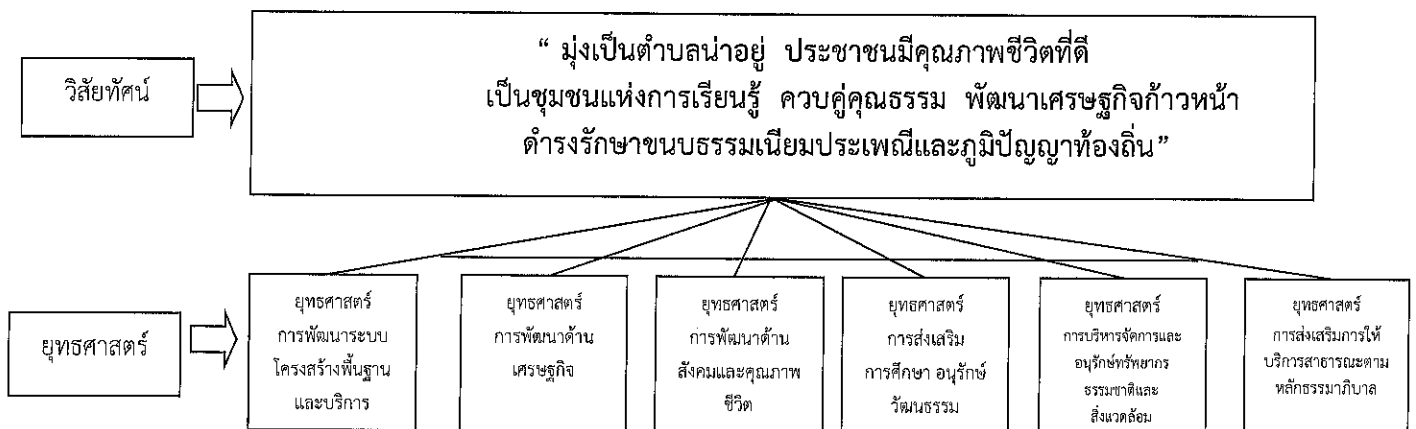 วิสัยทัศน์
“ มุ่งเป็นตำบลน่าอยู่ ประชาชนมีคุณภาพชีวิตที่ดี
เป็นชุมชนแห่งการเรียนรู้ ควบคู่คุณธรรม พัฒนาเศรษฐกิจก้าวหน้า
ดำรงรักษาขนบธรรมเนียมประเพณีและภูมิปัญญาท้องถิ่น”
ยุทธศาสตร์
ยุทธศาสตร์
การพัฒนาระบบ
โครงสร้างพื้นฐาน
และบริการ
ยุทธศาสตร์
การพัฒนาด้าน
เศรษฐกิจ
ยุทธศาสตร์
การพัฒนาด้าน
สังคมและคุณภาพ
ชีวิต
ยุทธศาสตร์
การส่งเสริม
การศึกษา อนุรักษ์
วัฒนธรรม
ยุทธศาสตร์
การบริหารจัดการและ
อนุรักษ์ทรัพยากร
ธรรมชาติและ
สิ่งแวดล้อม
ยุทธศาสตร์
การส่งเสริมการให้
บริการสาธารณะตาม
หลักธรรมาภิบาล